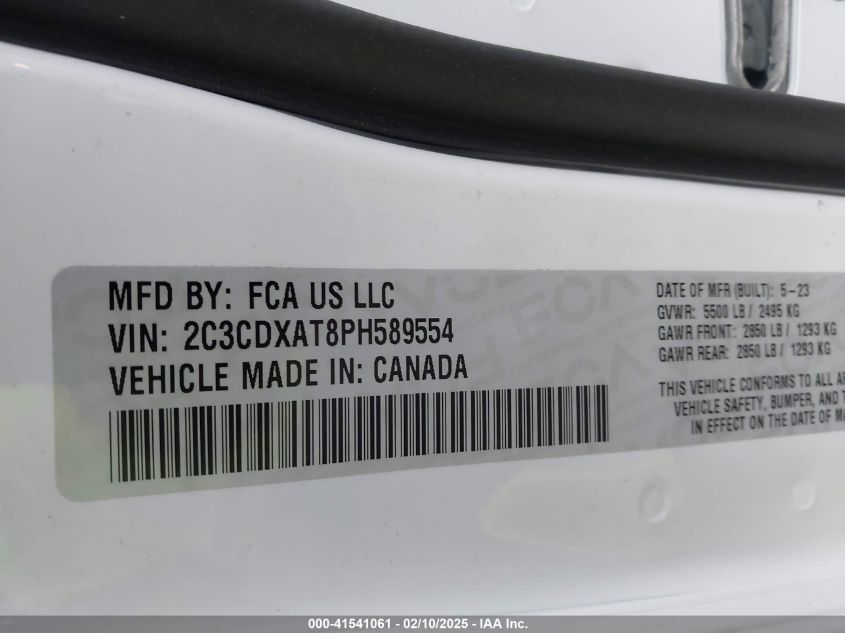 MFD BY: FCA US LLC
VIN: 2C3CDXAT8PH589554
VEHICLE MADE IN: CANADA
DATE OF MFR (BUILT): 5-23
GVWR: 5500 LB / 2495 KG
GAWR FRONT: 2850 LB / 1293 KG
GAWR REAR: 2850 LB / 1293 KG
THIS VEHICLE CONFORMS TO ALL AP
VEHICLE SAFETY, BUMPER, AND T
IN EFFECT ON THE DATE OF MA
000-41541061 - 02/10/2025 - IAA Inc.